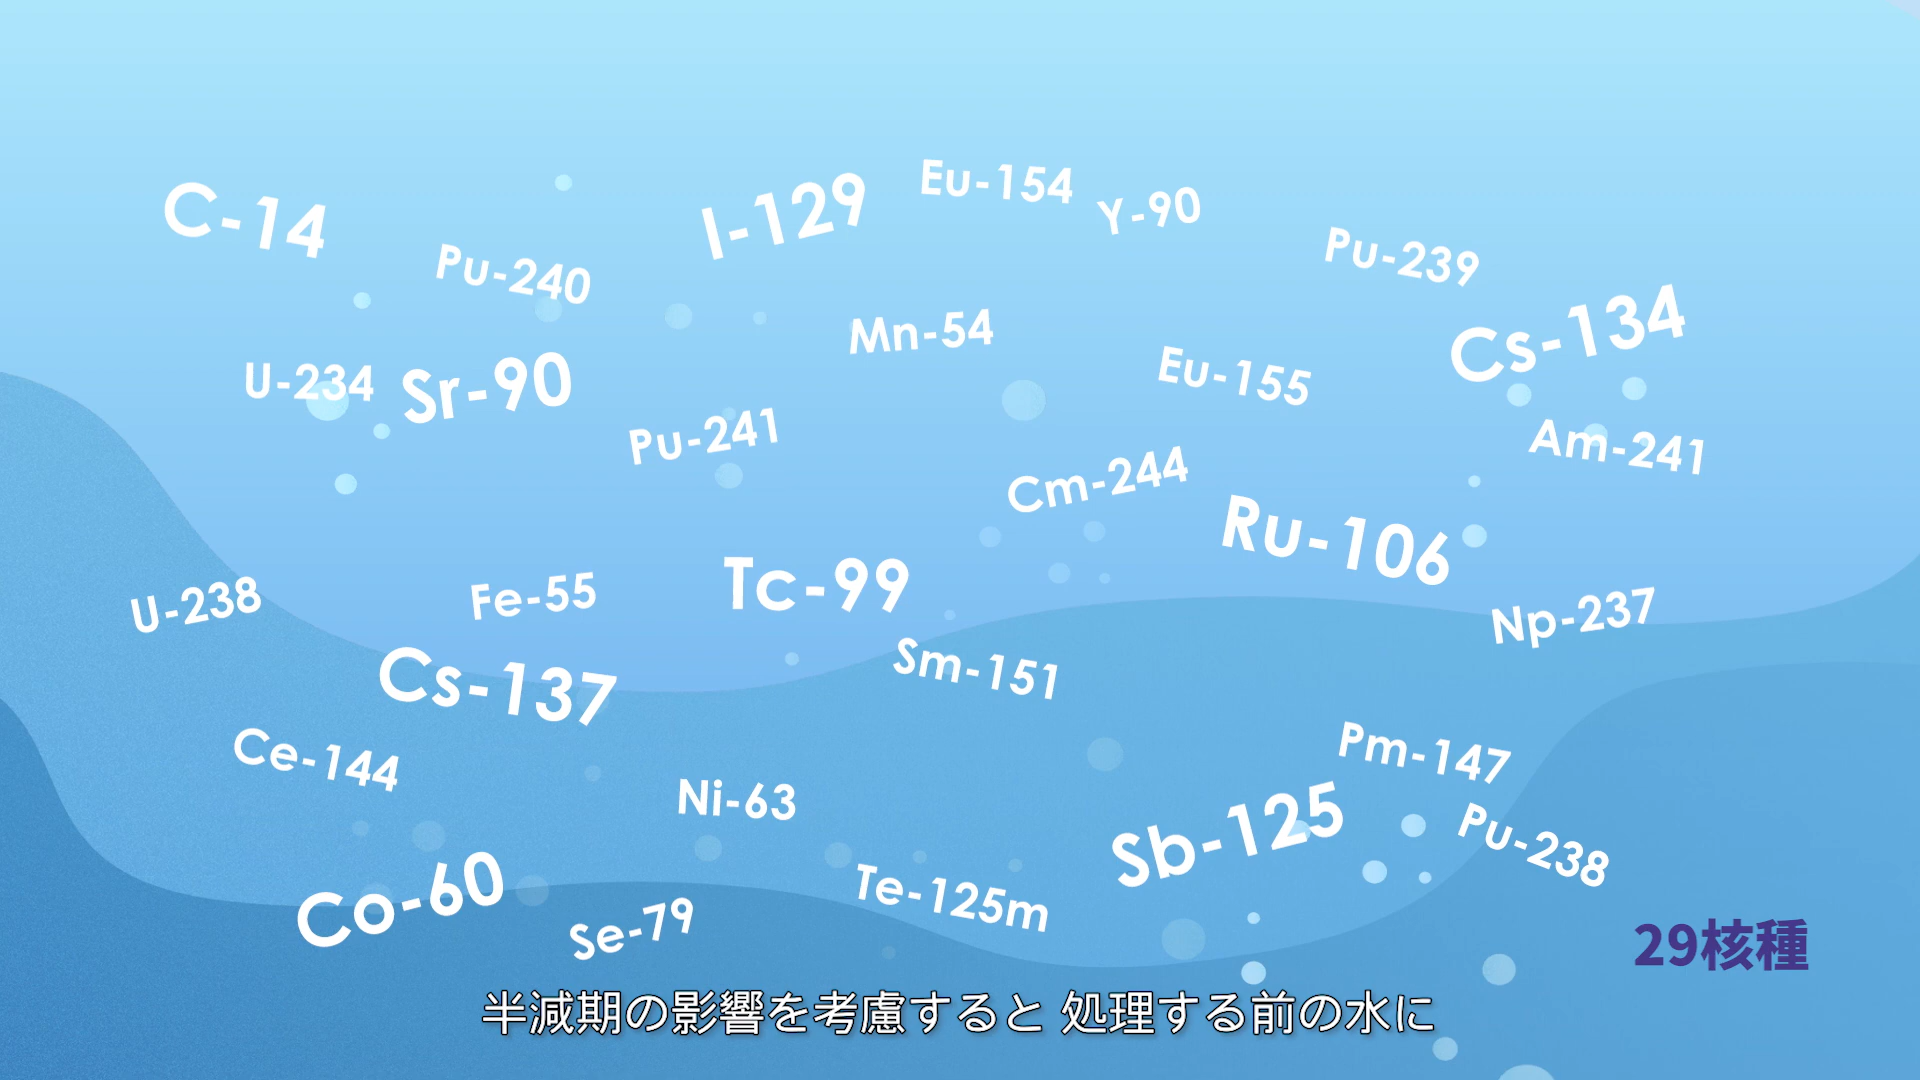 C-14
I-129
Eu-154
Y-90
Pu-240
Pu-239
Mn-54
Cs-134
U-234
Sr-90
Eu-155
Pu-241
Am-241
Cm-244
Ru-106
U-238
Fe-55
Tc-99
Np-237
Cs-137
Sm-151
Ce-144
Ni-63
Pm-147
Sb-125
Pu-238
Co-60
Se-79
Te-125m
29核種
半減期の影響を考慮すると 処理する前の水に